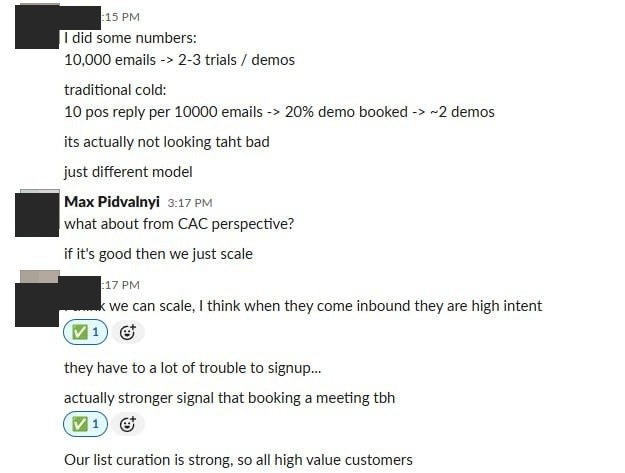 :15 PM
I did some numbers:
10,000 emails -> 2-3 trials / demos
traditional cold:
10 pos reply per 10000 emails -> 20% demo booked -> ~2 demos
its actually not looking taht bad
just different model
Max Pidvalnyi 3:17 PM
what about from CAC perspective?
if it's good then we just scale
:17 PM
we can scale, I think when they come inbound they are high intent
1
they have to a lot of trouble to signup...
actually stronger signal that booking a meeting tbh
1
Our list curation is strong, so all high value customers